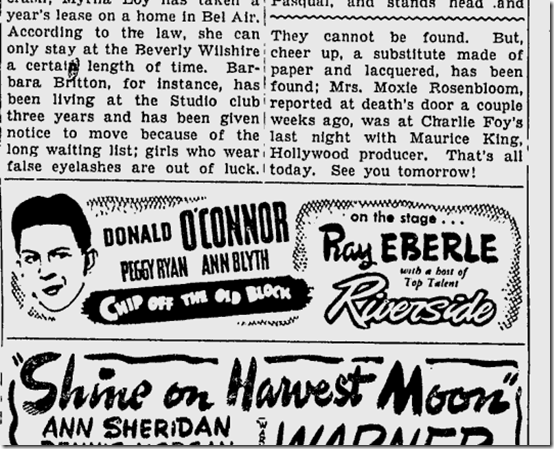 year's lease on a home in Bel Air.
According to the law, she can
only stay at the Beverly Wilshire
a certain length of time. Bar-
bara Britton, for instance, has
been living at the Studio club
three years and has been given
notice to move because of the
long waiting list; girls who wear
false eyelashes are out of luck.
Pasqual, and stands head and
They cannot be found. But,
cheer up, a substitute made of
paper and lacquered, has been
found; Mrs. Moxie Rosenbloom,
reported at death's door a couple
weeks ago, was at Charlie Foy's
last night with Maurice King,
Hollywood producer. That's all
today. See you tomorrow!
DONALD O'CONNOR
PEGGY RYAN ANN BLYTH
CHIP OFF THE OLD BLOCK
on the stage ...
Ray EBERLE
with a host of
Top Talent
Riverside
"Shine on Harvest Moon"
ANN SHERIDAN
DENNIS MORGAN
WARNER